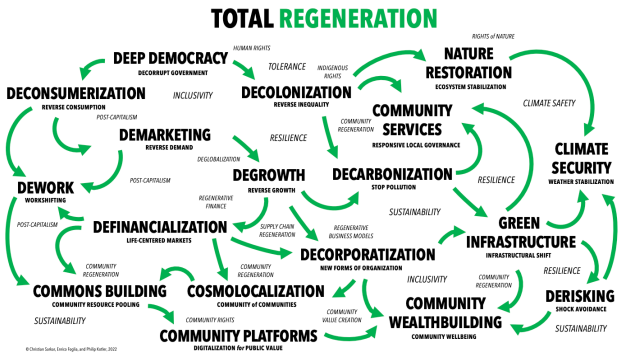 TOTAL REGENERATION
RIGHTS of NATURE
DEEP DEMOCRACY
DECORRUPT GOVERNMENT
HUMAN RIGHTS
TOLERANCE
INDIGENOUS
RIGHTS
NATURE
RESTORATION
ECOSYSTEM STABILIZATION
DECONSUMERIZATION
REVERSE CONSUMPTION
INCLUSIVITY
DECOLONIZATION
REVERSE INEQUALITY
CLIMATE SAFETY
POST-CAPITALISM
COMMUNITY
SERVICES
RESPONSIVE LOCAL GOVERNANCE
DEMARKETING
REVERSE DEMAND
RESILIENCE
COMMUNITY
REGENERATION
CLIMATE
SECURITY
WEATHER STABILIZATION
DEGLOBALIZATION
DEWORK
WORKSHIFTING
POST-CAPITALISM
DEGROWTH
REVERSE GROWTH
DECARBONIZATION
STOP POLLUTION
RESILIENCE
REGENERATIVE
FINANCE
SUSTAINABILITY
POST-CAPITALISM
DEFINANCIALIZATION
LIFE-CENTERED MARKETS
SUPPLY CHAIN
REGENERATION
REGENERATIVE
BUSINESS MODELS
GREEN
INFRASTRUCTURE
INFRASTRUCTURAL SHIFT
DECORPORATIZATION
NEW FORMS OF ORGANIZATION
COMMUNITY
REGENERATION
COMMUNITY
REGENERATION
INCLUSIVITY
COMMUNITY
REGENERATION
RESILIENCE
COMMONS BUILDING
COMMUNITY RESOURCE POOLING
COSMOLOCALIZATION
COMMUNITY of COMMUNITIES
COMMUNITY
WEALTHBUILDING
COMMUNITY WELLBEING
DERISKING
SHOCK AVOIDANCE
SUSTAINABILITY
COMMUNITY RIGHTS
COMMUNITY
VALUE CREATION
SUSTAINABILITY
COMMUNITY PLATFORMS
DIGITALIZATION for PUBLIC VALUE
© Christian Sarkar, Enrico Foglia, and Philip Kotler, 2022